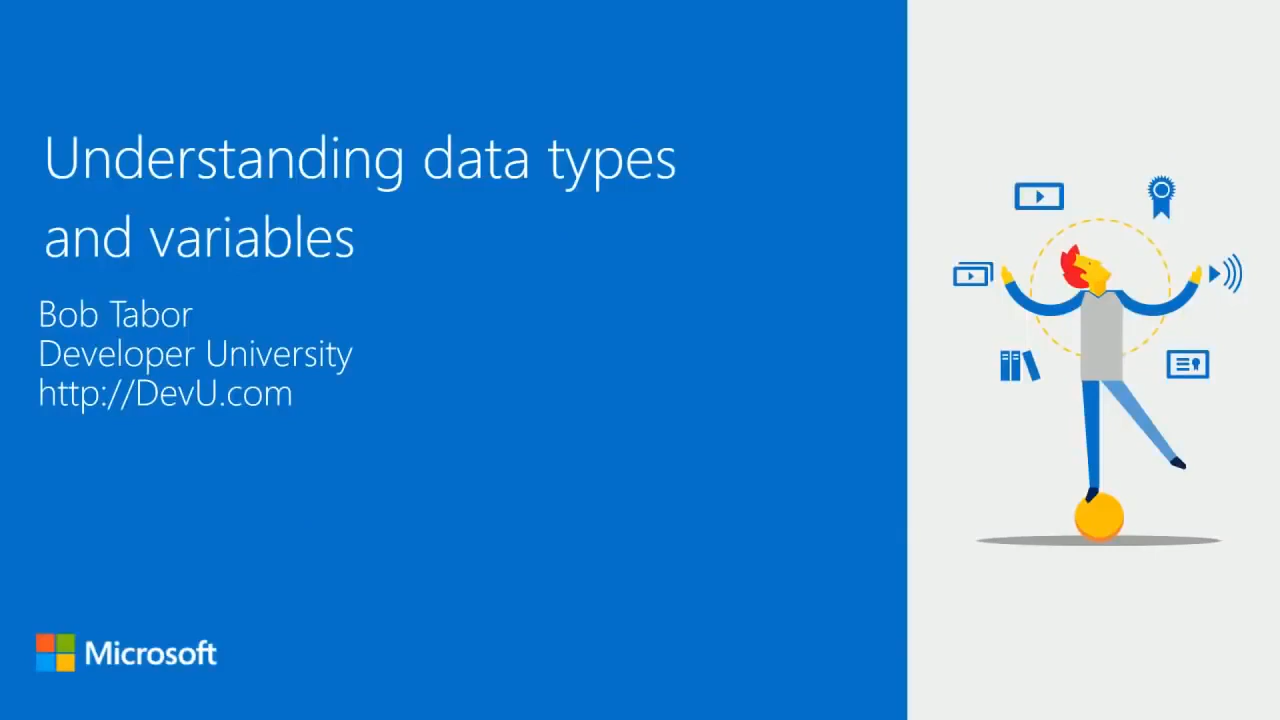 Understanding data types
and variables
Bob Tabor
Developer University
http://DevU.com
Microsoft